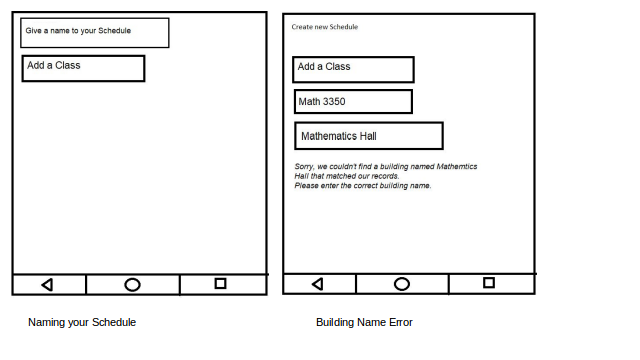 Give a name to your Schedule
Add a Class
Create new Schedule
Add a Class
Math 3350
Mathematics Hall
Sorry, we couldn't find a building named Mathemtics
Hall that matched our records.
Please enter the correct building name.
Naming your Schedule
Building Name Error